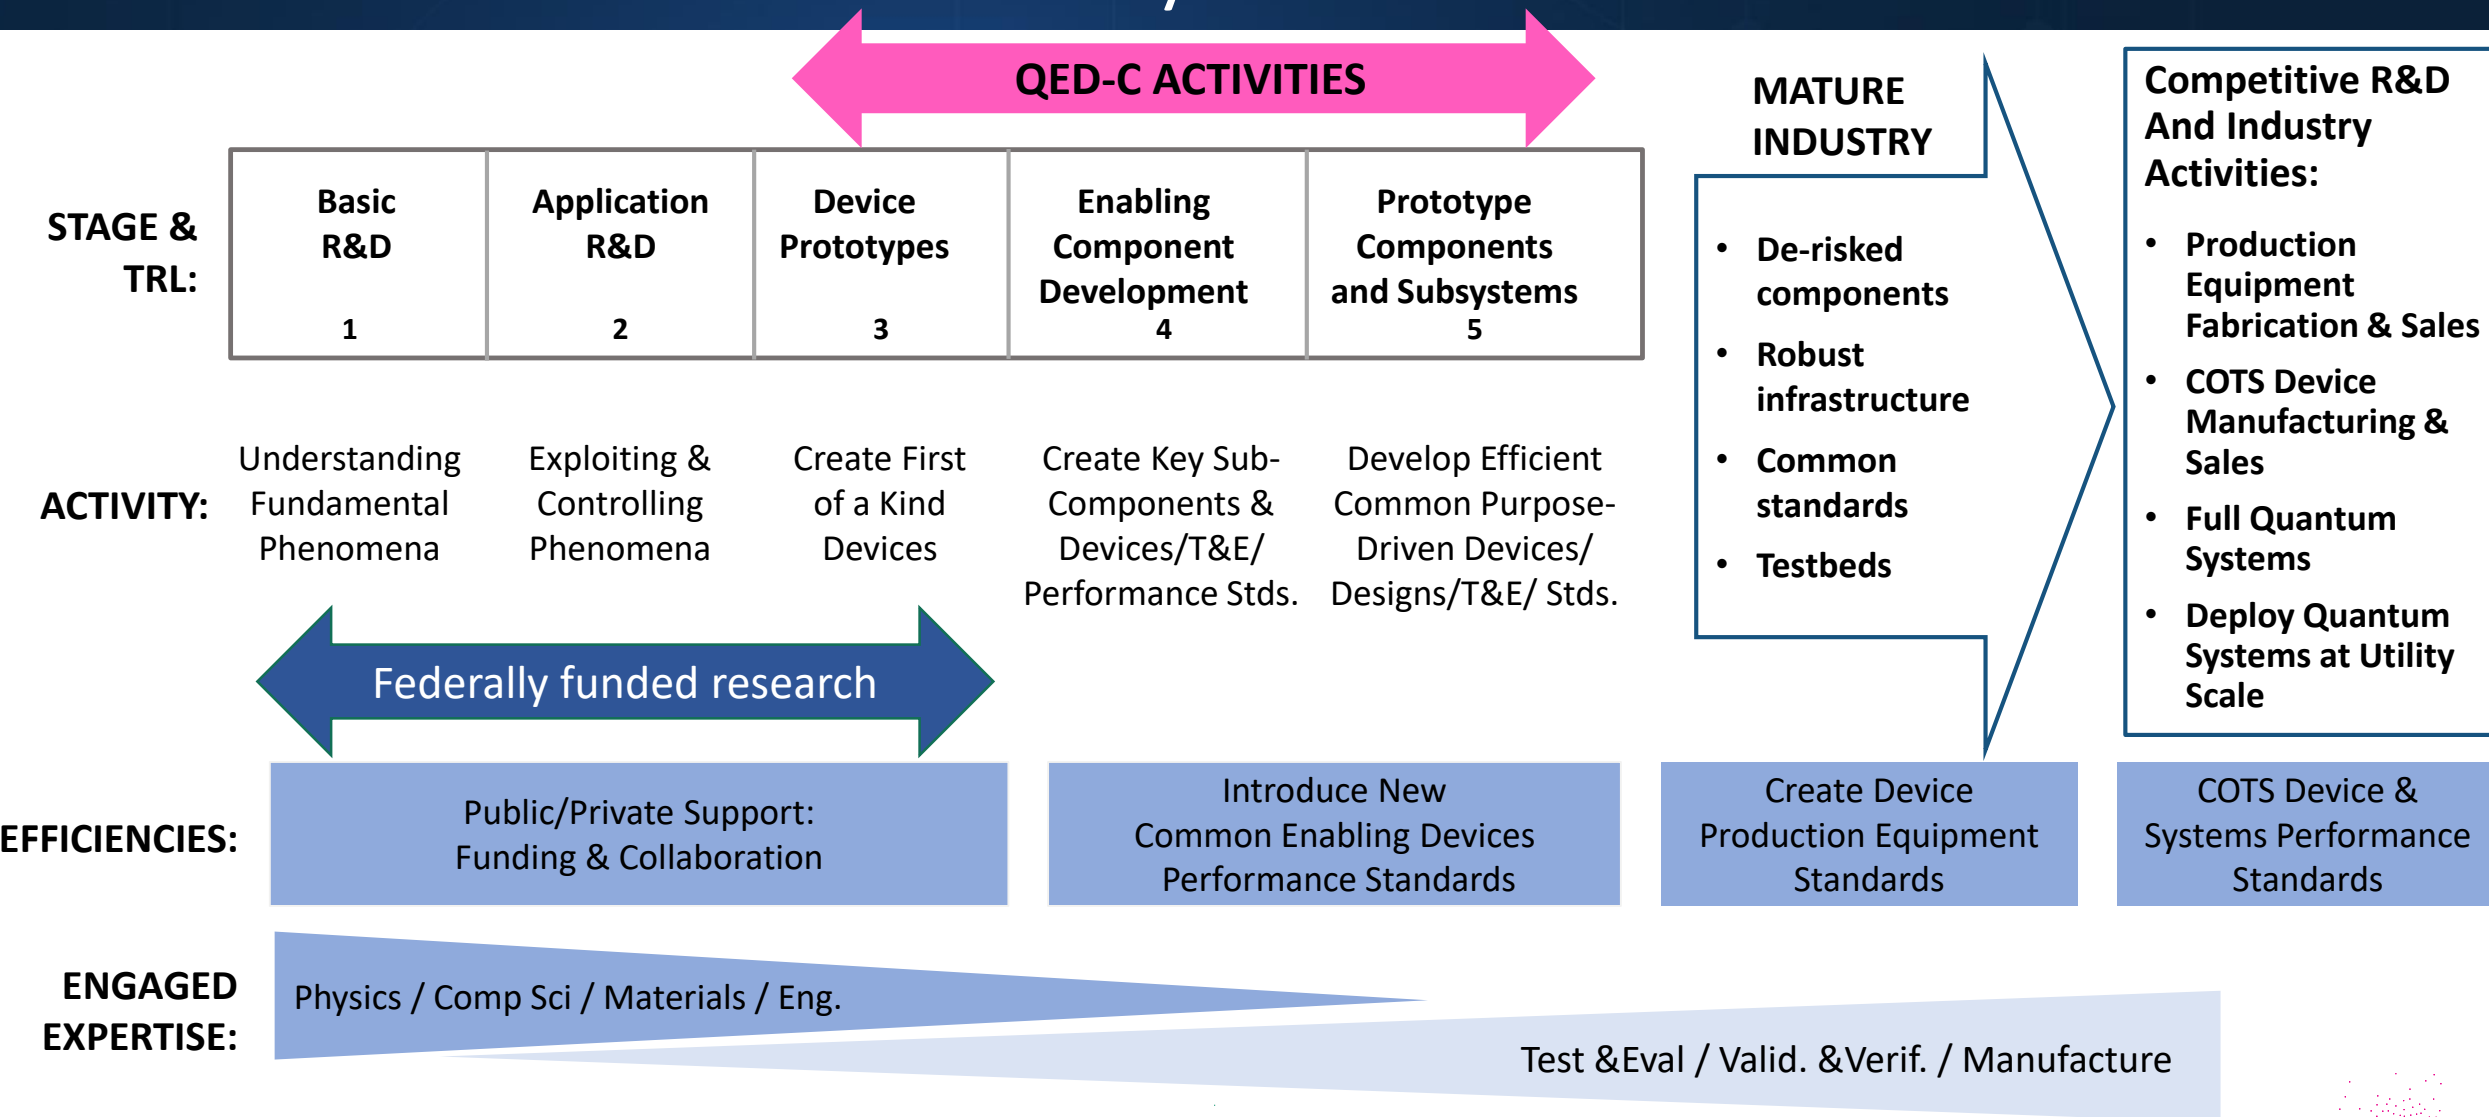 QED-C ACTIVITIES
STAGE &
TRL:
Basic
R&D
1
Application
R&D
2
Device
Prototypes
3
Enabling
Component
Development
4
Prototype
Components
and Subsystems
5
ACTIVITY:
Understanding
Fundamental
Phenomena
Exploiting &
Controlling
Phenomena
Create First
of a Kind
Devices
Create Key Sub-
Components &
Devices/T&E/
Performance Stds.
Develop Efficient
Common Purpose-
Driven Devices/
Designs/T&E/ Stds.
Federally funded research
MATURE
INDUSTRY
• De-risked
components
• Robust
infrastructure
• Common
standards
• Testbeds
Competitive R&D
And Industry
Activities:
• Production
Equipment
Fabrication & Sales
• COTS Device
Manufacturing &
Sales
• Full Quantum
Systems
• Deploy Quantum
Systems at Utility
Scale
EFFICIENCIES:
Public/Private Support:
Funding & Collaboration
Introduce New
Common Enabling Devices
Performance Standards
Create Device
Production Equipment
Standards
COTS Device &
Systems Performance
Standards
ENGAGED
EXPERTISE:
Physics / Comp Sci / Materials / Eng.
Test &Eval / Valid. &Verif. / Manufacture